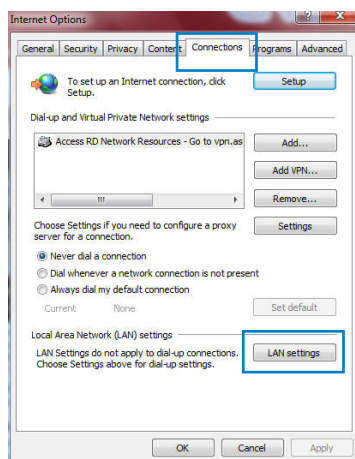 Internet Options
General Security Privacy Content Connections Programs Advanced
To set up an Internet connection, click
Setup.
Setup
Dial-up and Virtual Private Network settings
Access RD Network Resources - Go to vpn.as
Add...
Add VPN...
Remove...
Choose Settings if you need to configure a proxy
server for a connection.
Settings
Never dial a connection
Dial whenever a network connection is not present
Always dial my default connection
Current None
Set default
Local Area Network (LAN) settings
LAN Settings do not apply to dial-up connections.
Choose Settings above for dial-up settings.
LAN settings
OK Cancel Apply